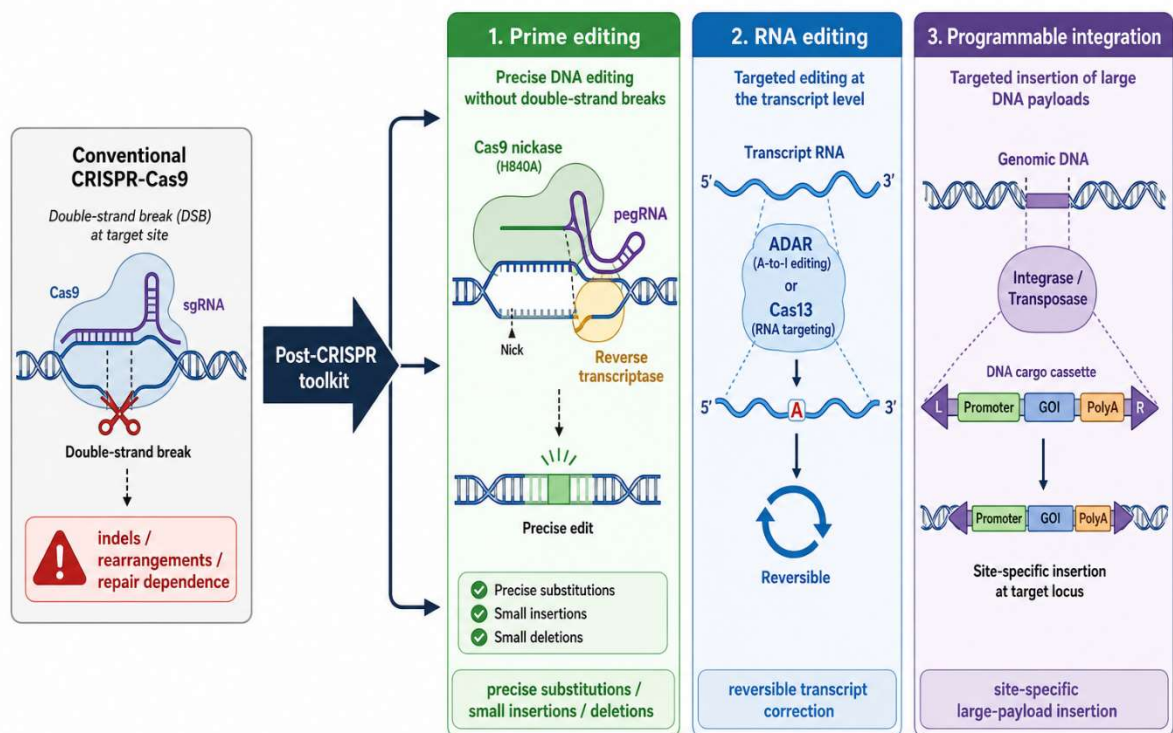 Conventional
CRISPR-Cas9
Double-strand break (DSB)
at target site
Cas9
sgRNA
Double-strand break
indels /
rearrangements /
repair dependence
Post-CRISPR
toolkit
1. Prime editing
Precise DNA editing
without double-strand breaks
Cas9 nickase
(H840A)
pegRNA
Nick
Reverse
transcriptase
Precise edit
Precise substitutions
Small insertions
Small deletions
precise substitutions /
small insertions / deletions
2. RNA editing
Targeted editing at
the transcript level
Transcript RNA
5′ 3′
ADAR
(A-to-I editing)
or
Cas13
(RNA targeting)
5′ A 3′
Reversible
reversible transcript
correction
3. Programmable integration
Targeted insertion of large
DNA payloads
Genomic DNA
Integrase /
Transposase
DNA cargo cassette
L Promoter GOI PolyA R
Promoter GOI PolyA
Site-specific insertion
at target locus
site-specific
large-payload insertion